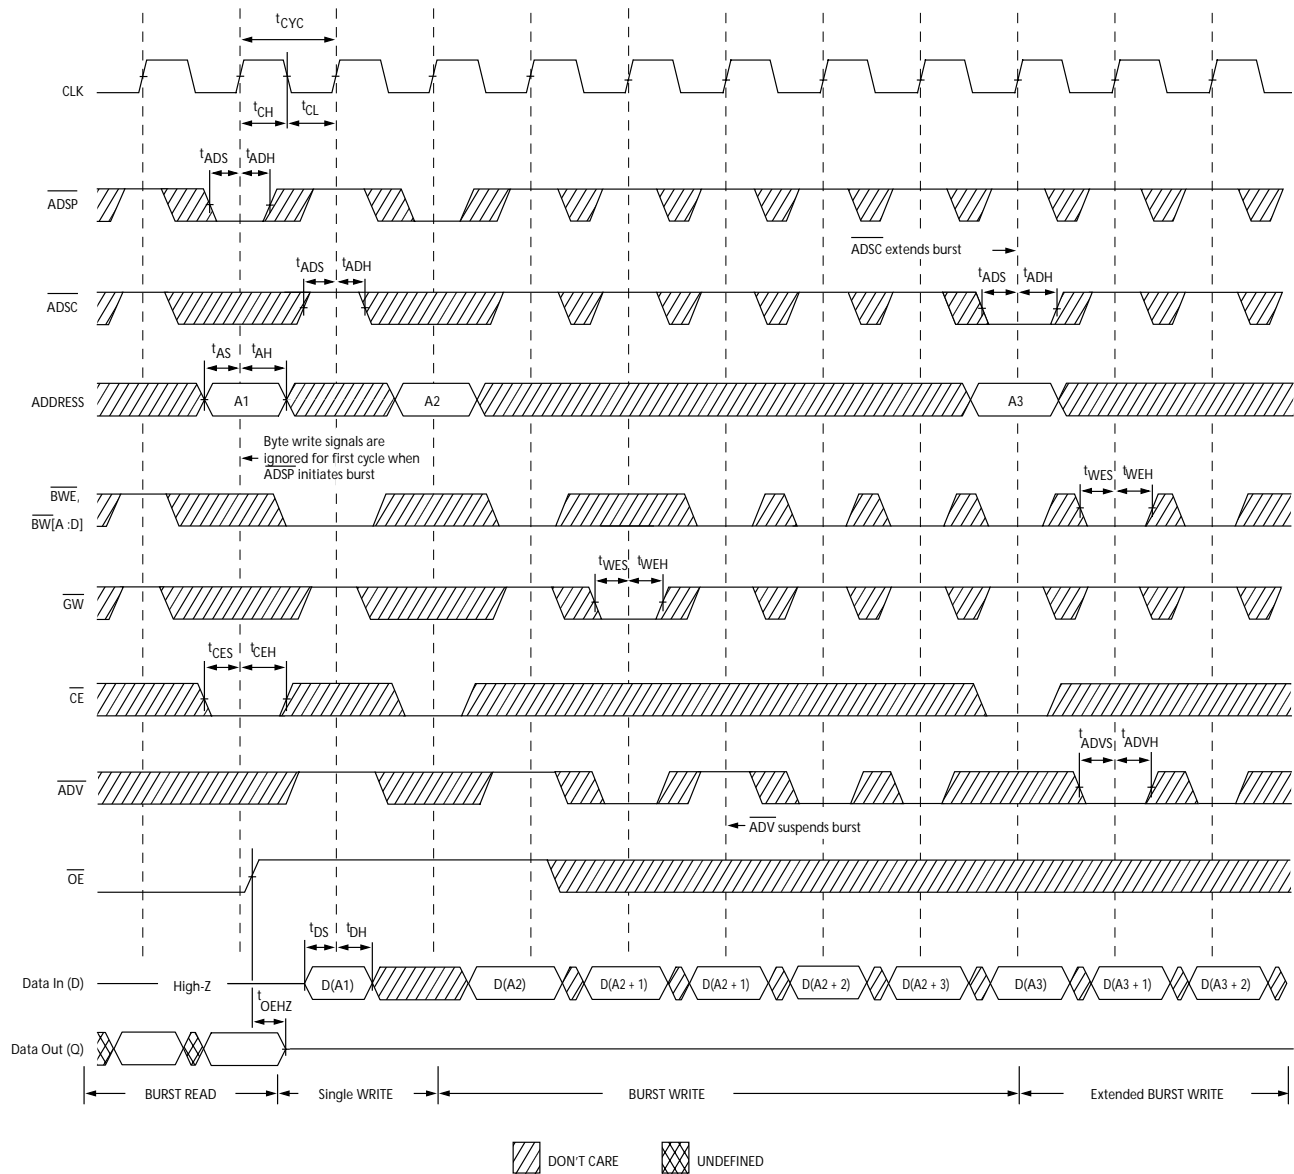 tCYC
CLK
tCH
tCL
tADS
tADH
ADSP
ADSC extends burst
tADS
tADH
tADS
tADH
ADSC
tAS
tAH
ADDRESS
A1
A2
A3
Byte write signals are
ignored for first cycle when
ADSP initiates burst
BWE,
BW[A :D]
tWES
tWEH
tWES
tWEH
GW
tCES
tCEH
CE
tADVS
tADVH
ADV
ADV suspends burst
OE
tDS
tDH
Data In (D)
High-Z
D(A1)
D(A2)
D(A2 + 1)
D(A2 + 1)
D(A2 + 2)
D(A2 + 3)
D(A3)
D(A3 + 1)
D(A3 + 2)
tOEHZ
Data Out (Q)
BURST READ
Single WRITE
BURST WRITE
Extended BURST WRITE
DON'T CARE
UNDEFINED